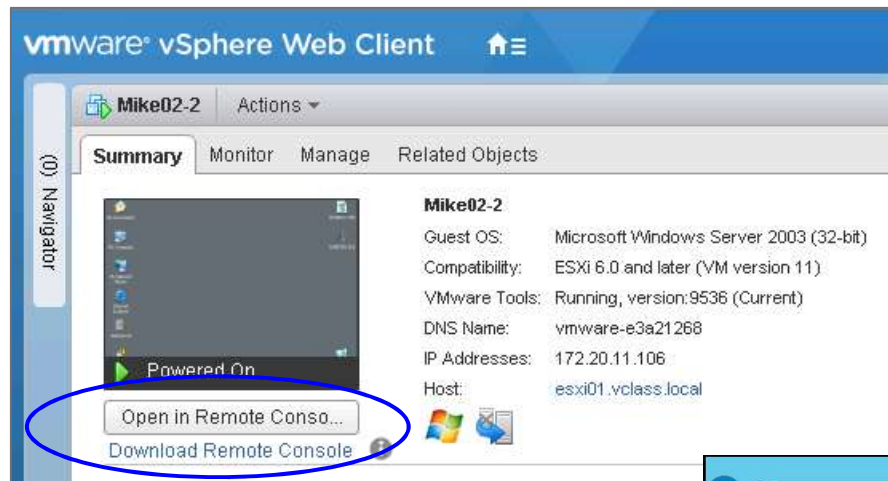 vmware® vSphere Web Client
Mike02-2 Actions
(0) Navigator
Summary Monitor Manage Related Objects
Mike02-2
Guest OS: Microsoft Windows Server 2003 (32-bit)
Compatibility: ESXi 6.0 and later (VM version 11)
VMware Tools: Running, version:9536 (Current)
DNS Name: vmware-e3a21268
IP Addresses: 172.20.11.106
Host: esxi01.vclass.local
Powered On
Open in Remote Conso...
Download Remote Console